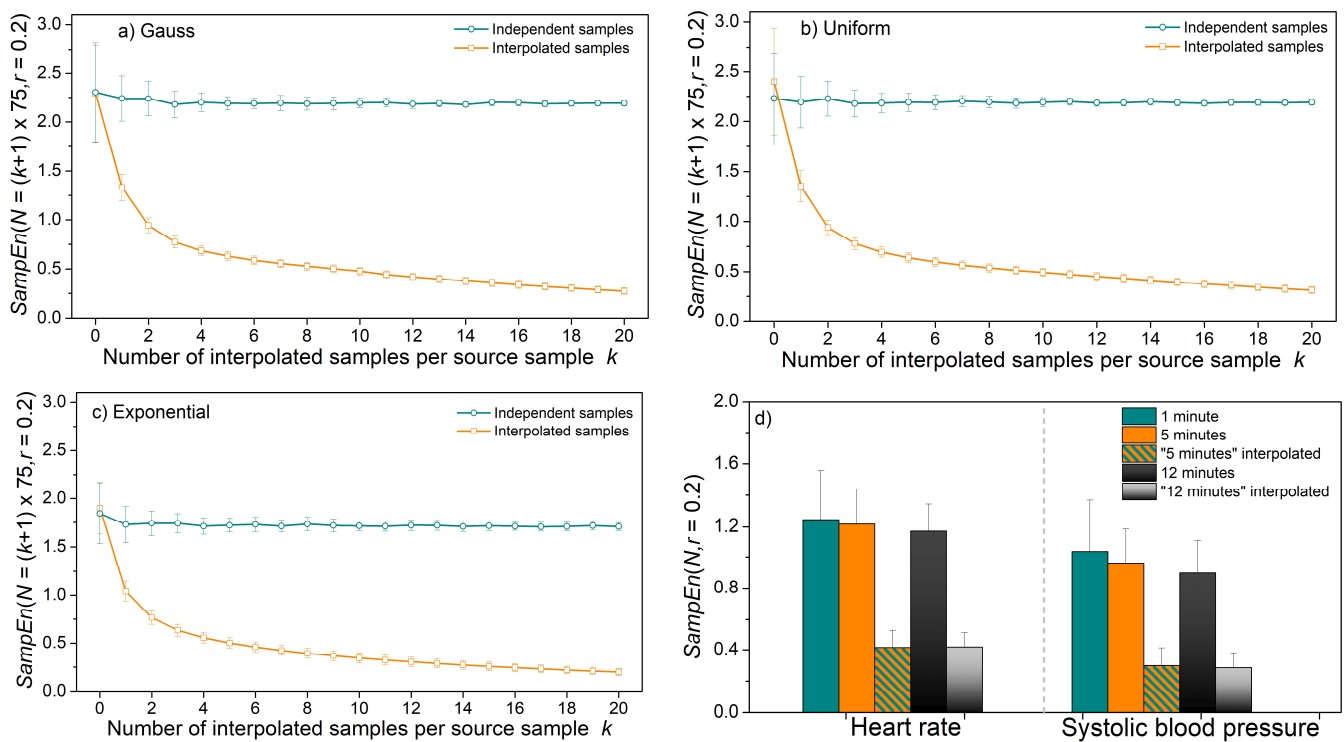 a) Gauss
Independent samples
Interpolated samples
SampEn(N = (k+1) x 75,r = 0.2)
3.0
2.5
2.0
1.5
1.0
0.5
0.0
0 2 4 6 8 10 12 14 16 18 20
Number of interpolated samples per source sample k
b) Uniform
Independent samples
Interpolated samples
SampEn(N = (k+1) x 75,r = 0.2)
3.0
2.5
2.0
1.5
1.0
0.5
0.0
0 2 4 6 8 10 12 14 16 18 20
Number of interpolated samples per source sample k
c) Exponential
Independent samples
Interpolated samples
SampEn(N = (k+1) x 75,r = 0.2)
3.0
2.5
2.0
1.5
1.0
0.5
0.0
0 2 4 6 8 10 12 14 16 18 20
Number of interpolated samples per source sample k
d)
1 minute
5 minutes
"5 minutes" interpolated
12 minutes
"12 minutes" interpolated
SampEn(N,r = 0.2)
2.0
1.6
1.2
0.8
0.4
0.0
Heart rate
Systolic blood pressure